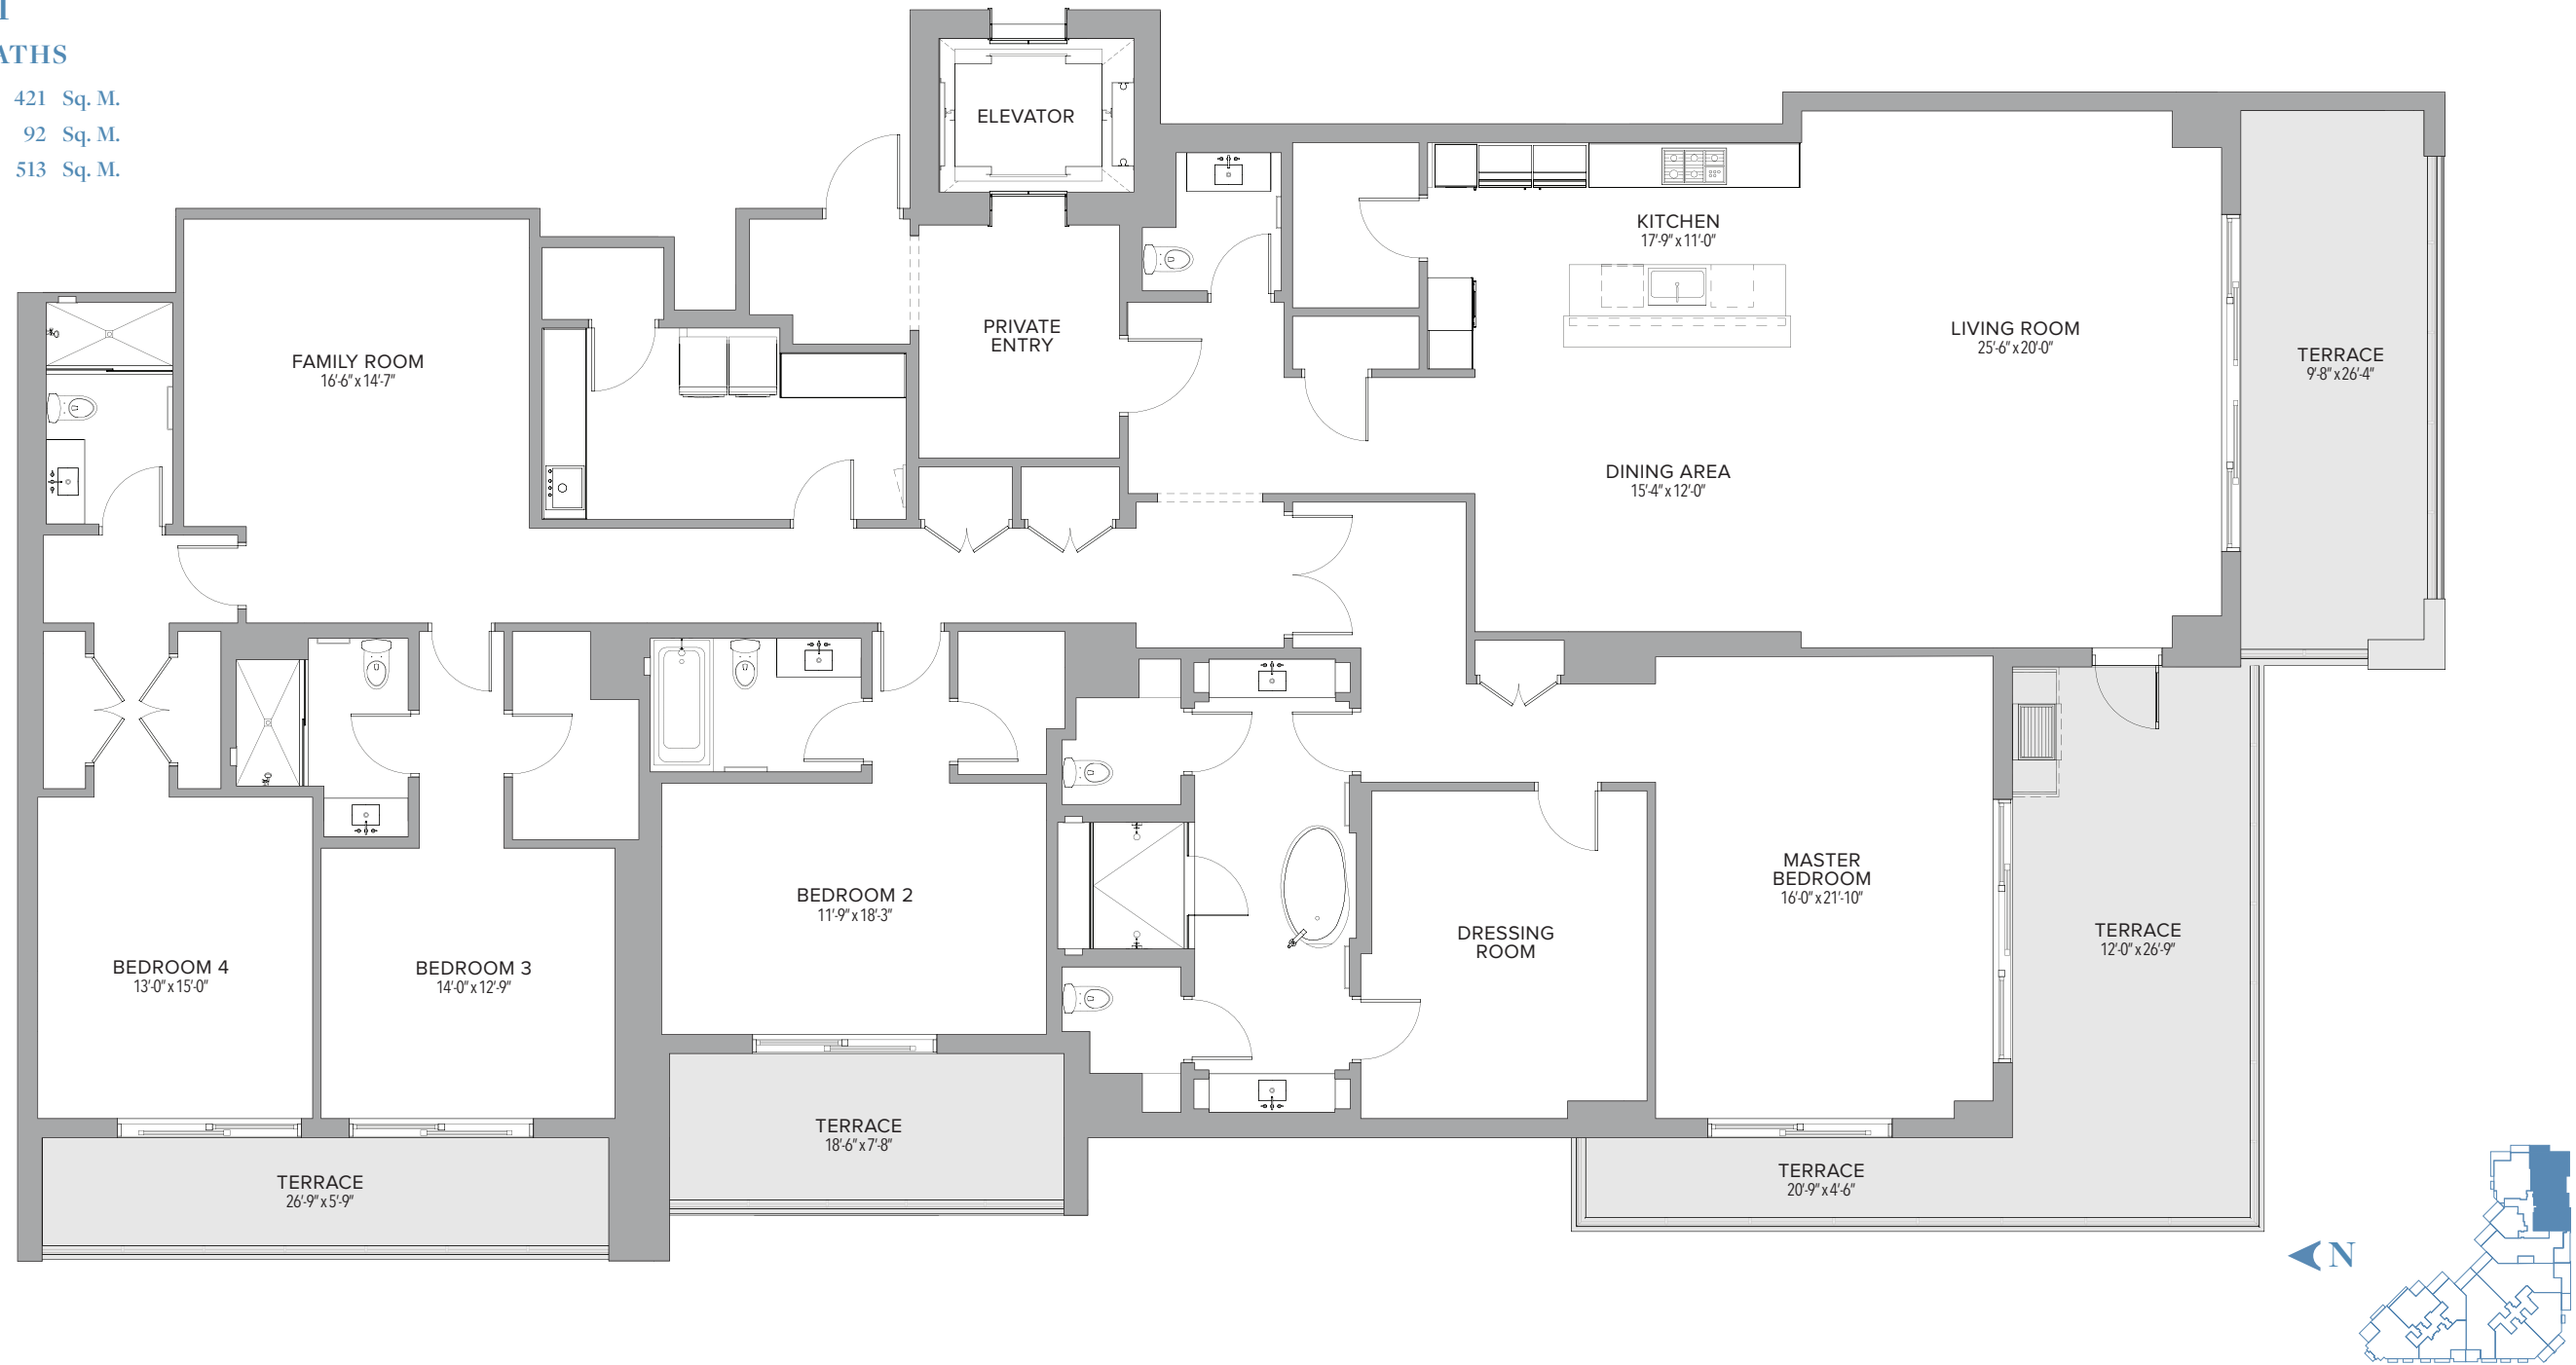 421 Sq. M.
92 Sq. M.
513 Sq. M.
ELEVATOR
KITCHEN
17'-9" x 11'-0"
PRIVATE
ENTRY
LIVING ROOM
25'-6" x 20'-0"
TERRACE
9'-8" x 26'-4"
FAMILY ROOM
16'-6" x 14'-7"
DINING AREA
15'-4" x 12'-0"
MASTER
BEDROOM
16'-0" x 21'-10"
BEDROOM 2
11'-9" x 18'-3"
DRESSING
ROOM
TERRACE
12'-0" x 26'-9"
BEDROOM 4
13'-0" x 15'-0"
BEDROOM 3
14'-0" x 12'-9"
TERRACE
18'-6" x 7'-8"
TERRACE
20'-9" x 4'-6"
TERRACE
26'-9" x 5'-9"
N